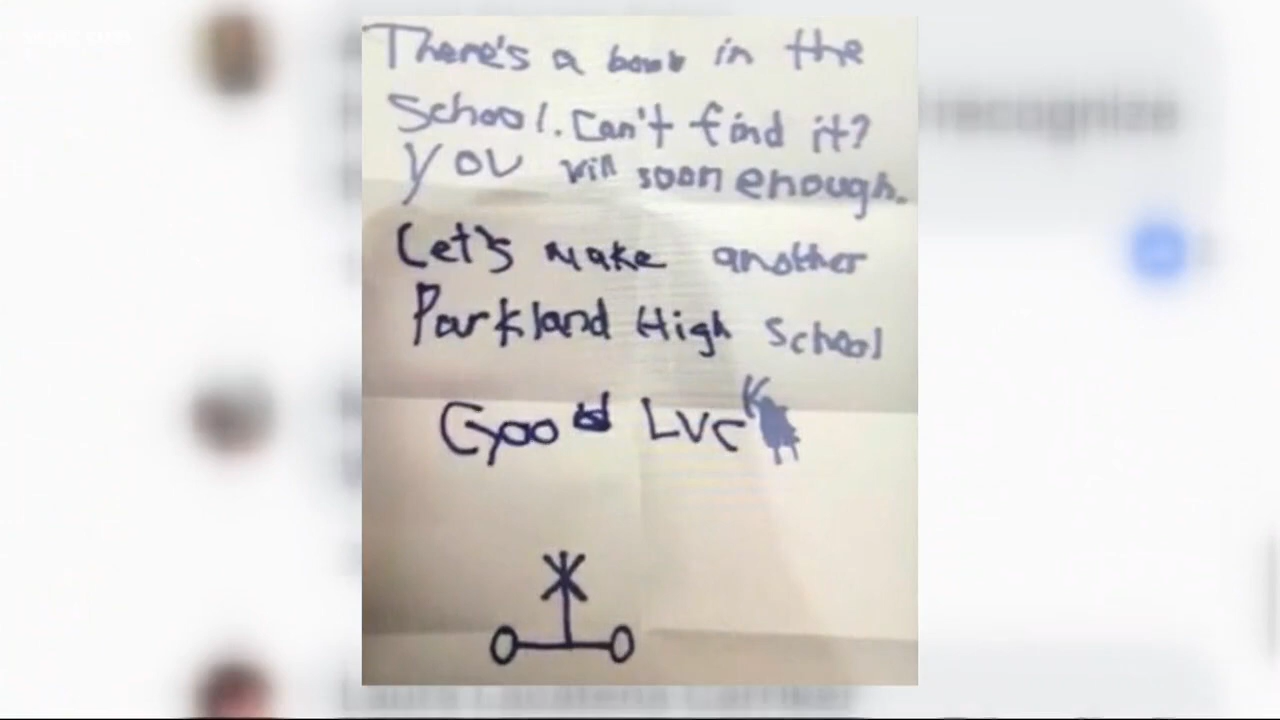 There's a bomb in the
School. Can't find it?
recognize
You will soon enough.
Let's make another
Parkland High School
Good LUCK